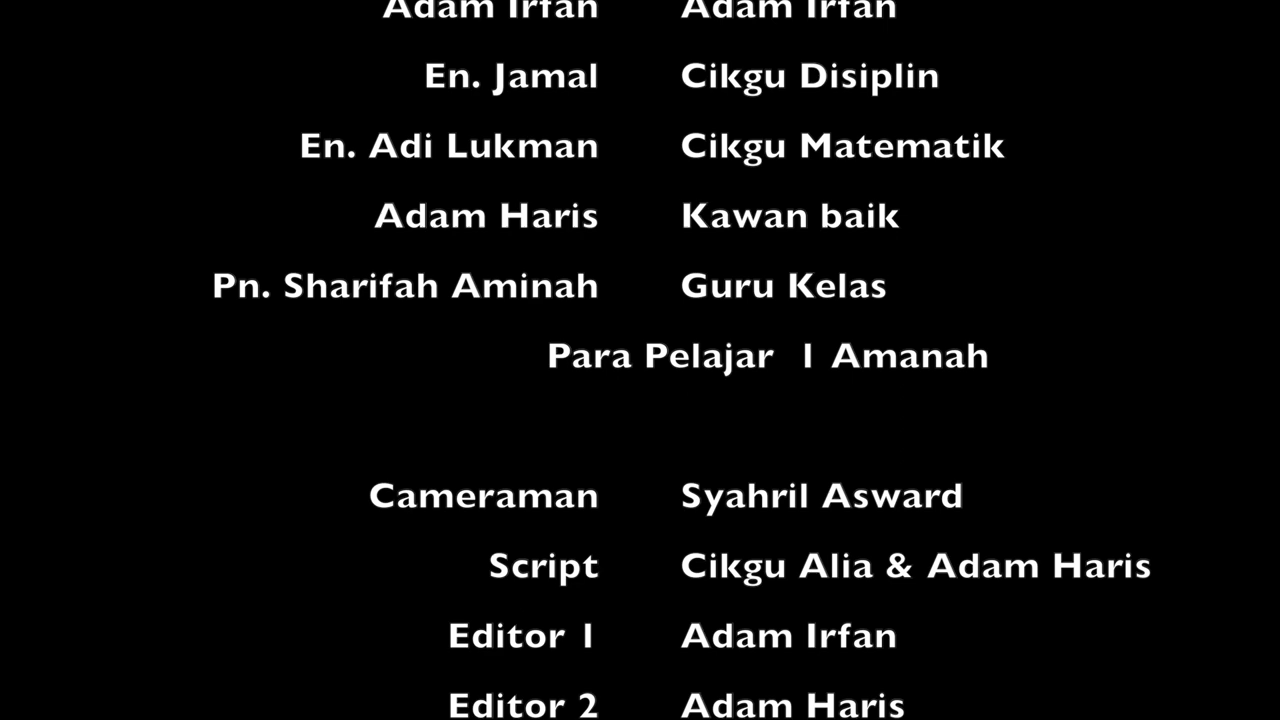 Adam Irfan Adam Irfan
En. Jamal Cikgu Disiplin
En. Adi Lukman Cikgu Matematik
Adam Haris Kawan baik
Pn. Sharifah Aminah Guru Kelas
Para Pelajar 1 Amanah
Cameraman Syahril Asward
Script Cikgu Alia & Adam Haris
Editor 1 Adam Irfan
Editor 2 Adam Haris